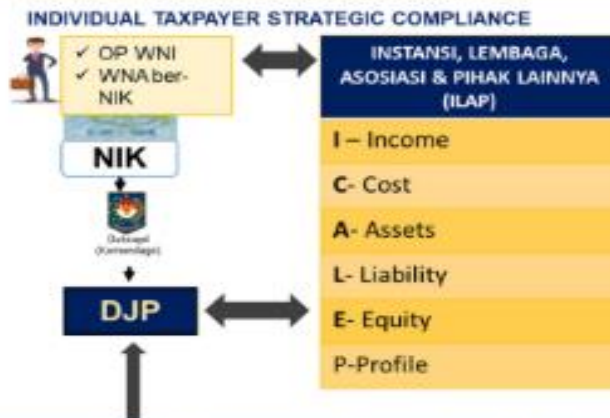 INDIVIDUAL TAXPAYER STRATEGIC COMPLIANCE
✓ OP WNI
✓ WNA ber-
NIK
NIK
(Kemendagri)
DJP
INSTANSI, LEMBAGA,
ASOSIASI & PIHAK LAINNYA
(ILAP)
I – Income
C- Cost
A- Assets
L- Liability
E- Equity
P-Profile